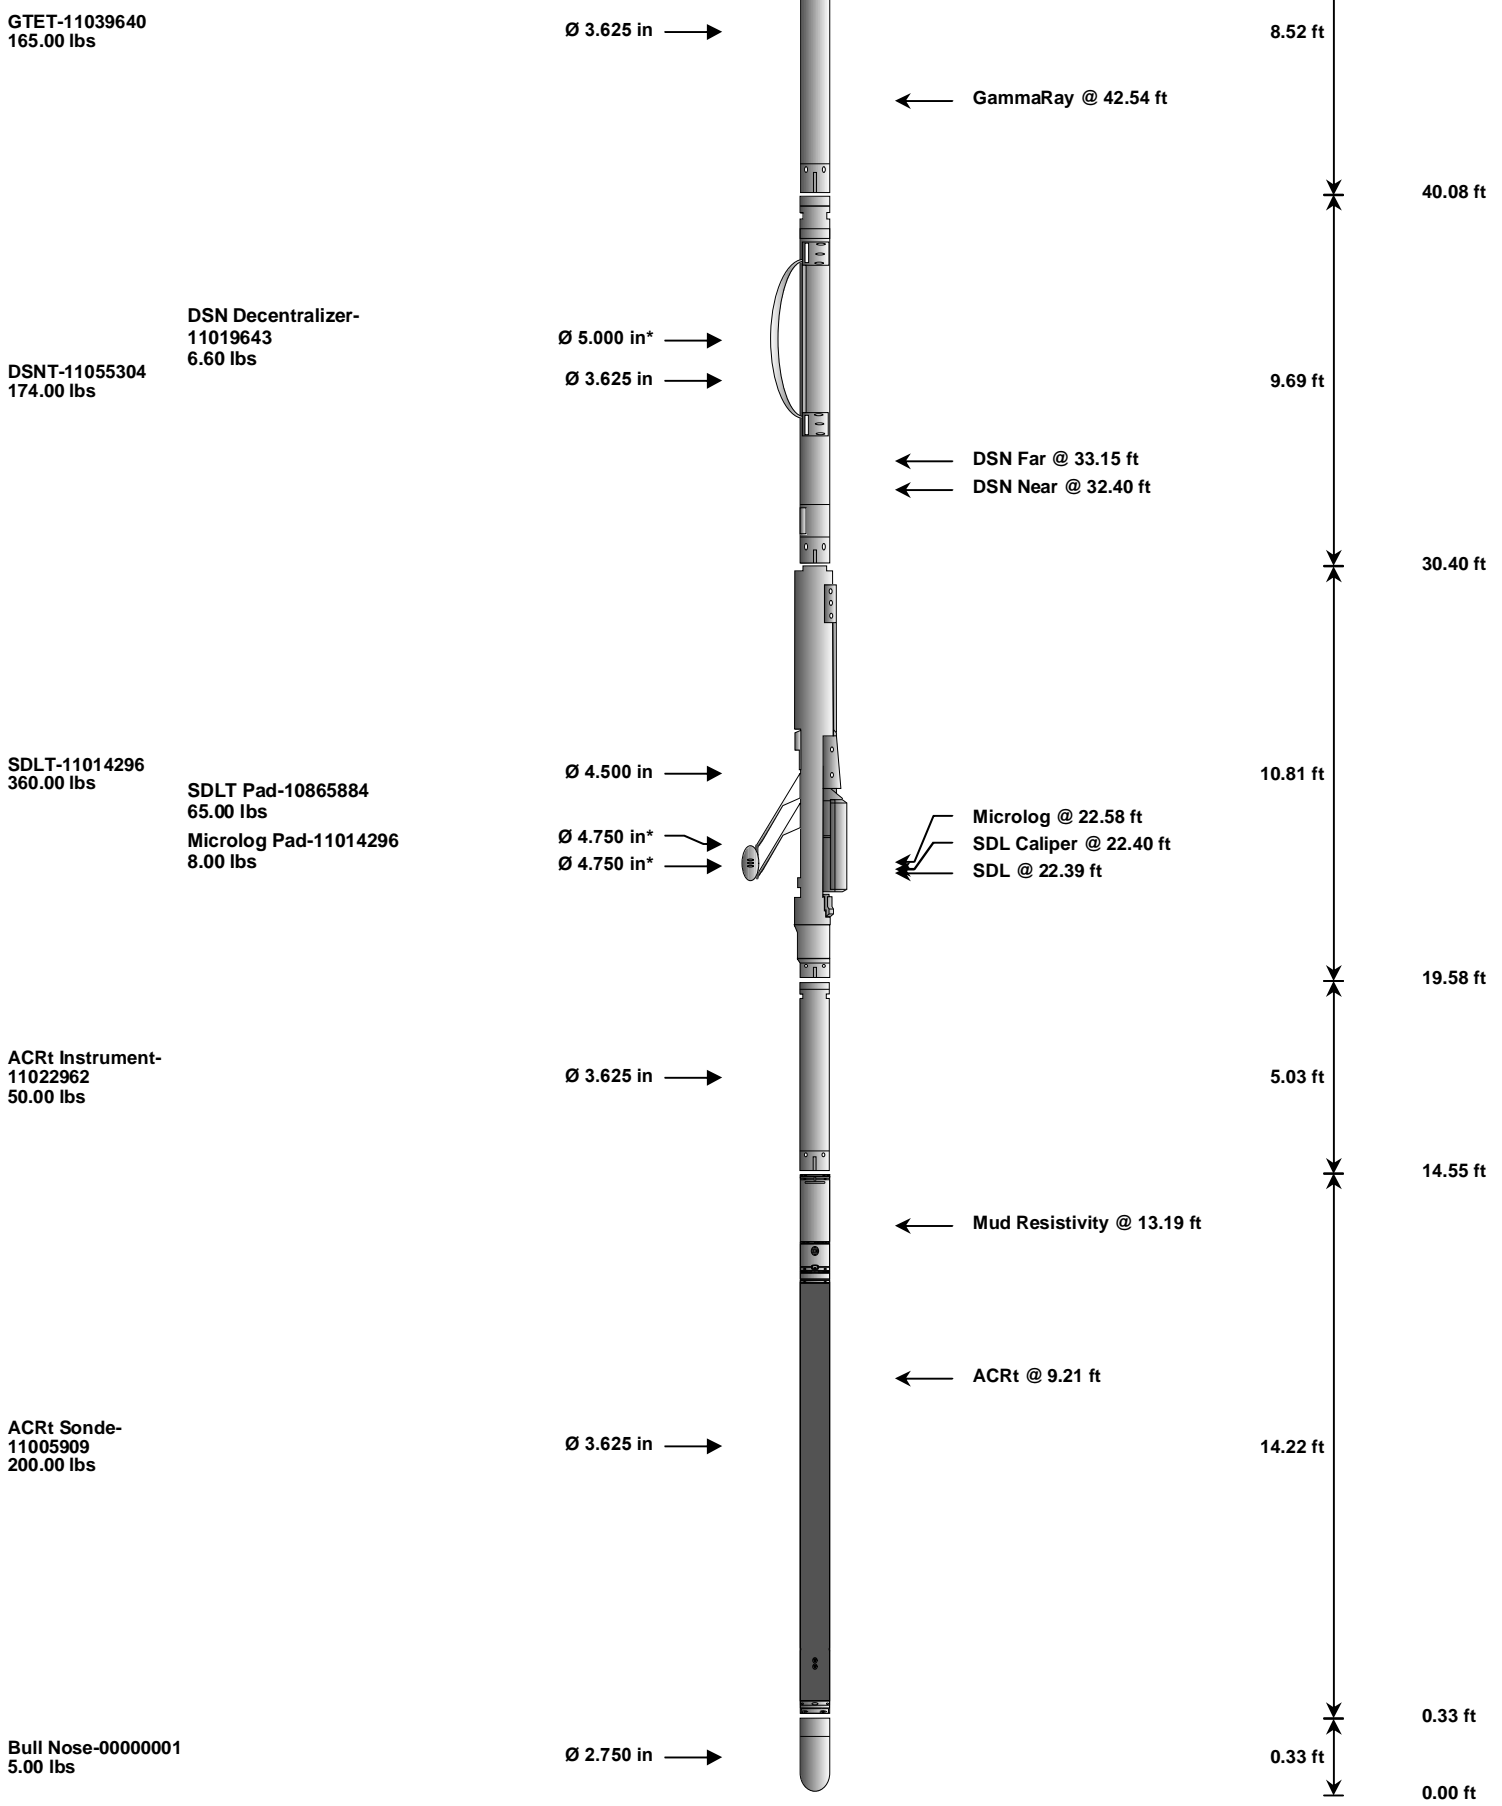 GTET-11039640
165.00 lbs
Ø 3.625 in
8.52 ft
GammaRay @ 42.54 ft
40.08 ft
DSN Decentralizer-
11019643
6.60 lbs
Ø 5.000 in*
DSNT-11055304
174.00 lbs
Ø 3.625 in
9.69 ft
DSN Far @ 33.15 ft
DSN Near @ 32.40 ft
30.40 ft
SDLT-11014296
360.00 lbs
Ø 4.500 in
10.81 ft
SDLT Pad-10865884
65.00 lbs
Microlog Pad-11014296
8.00 lbs
Ø 4.750 in*
Ø 4.750 in*
Microlog @ 22.58 ft
SDL Caliper @ 22.40 ft
SDL @ 22.39 ft
19.58 ft
ACRt Instrument-
11022962
50.00 lbs
Ø 3.625 in
5.03 ft
14.55 ft
Mud Resistivity @ 13.19 ft
ACRt @ 9.21 ft
ACRt Sonde-
11005909
200.00 lbs
Ø 3.625 in
14.22 ft
0.33 ft
Bull Nose-00000001
5.00 lbs
Ø 2.750 in
0.33 ft
0.00 ft